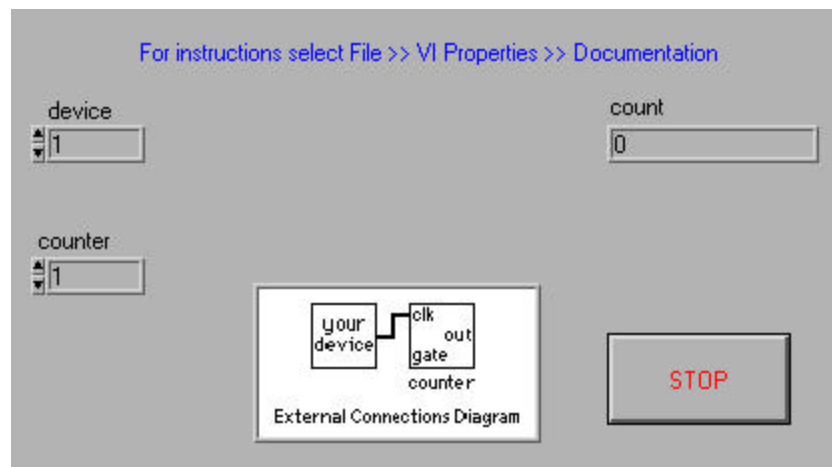 For instructions select File >> VI Properties >> Documentation
device
1
count
0
counter
1
your
device
clk
out
gate
counter
External Connections Diagram
STOP